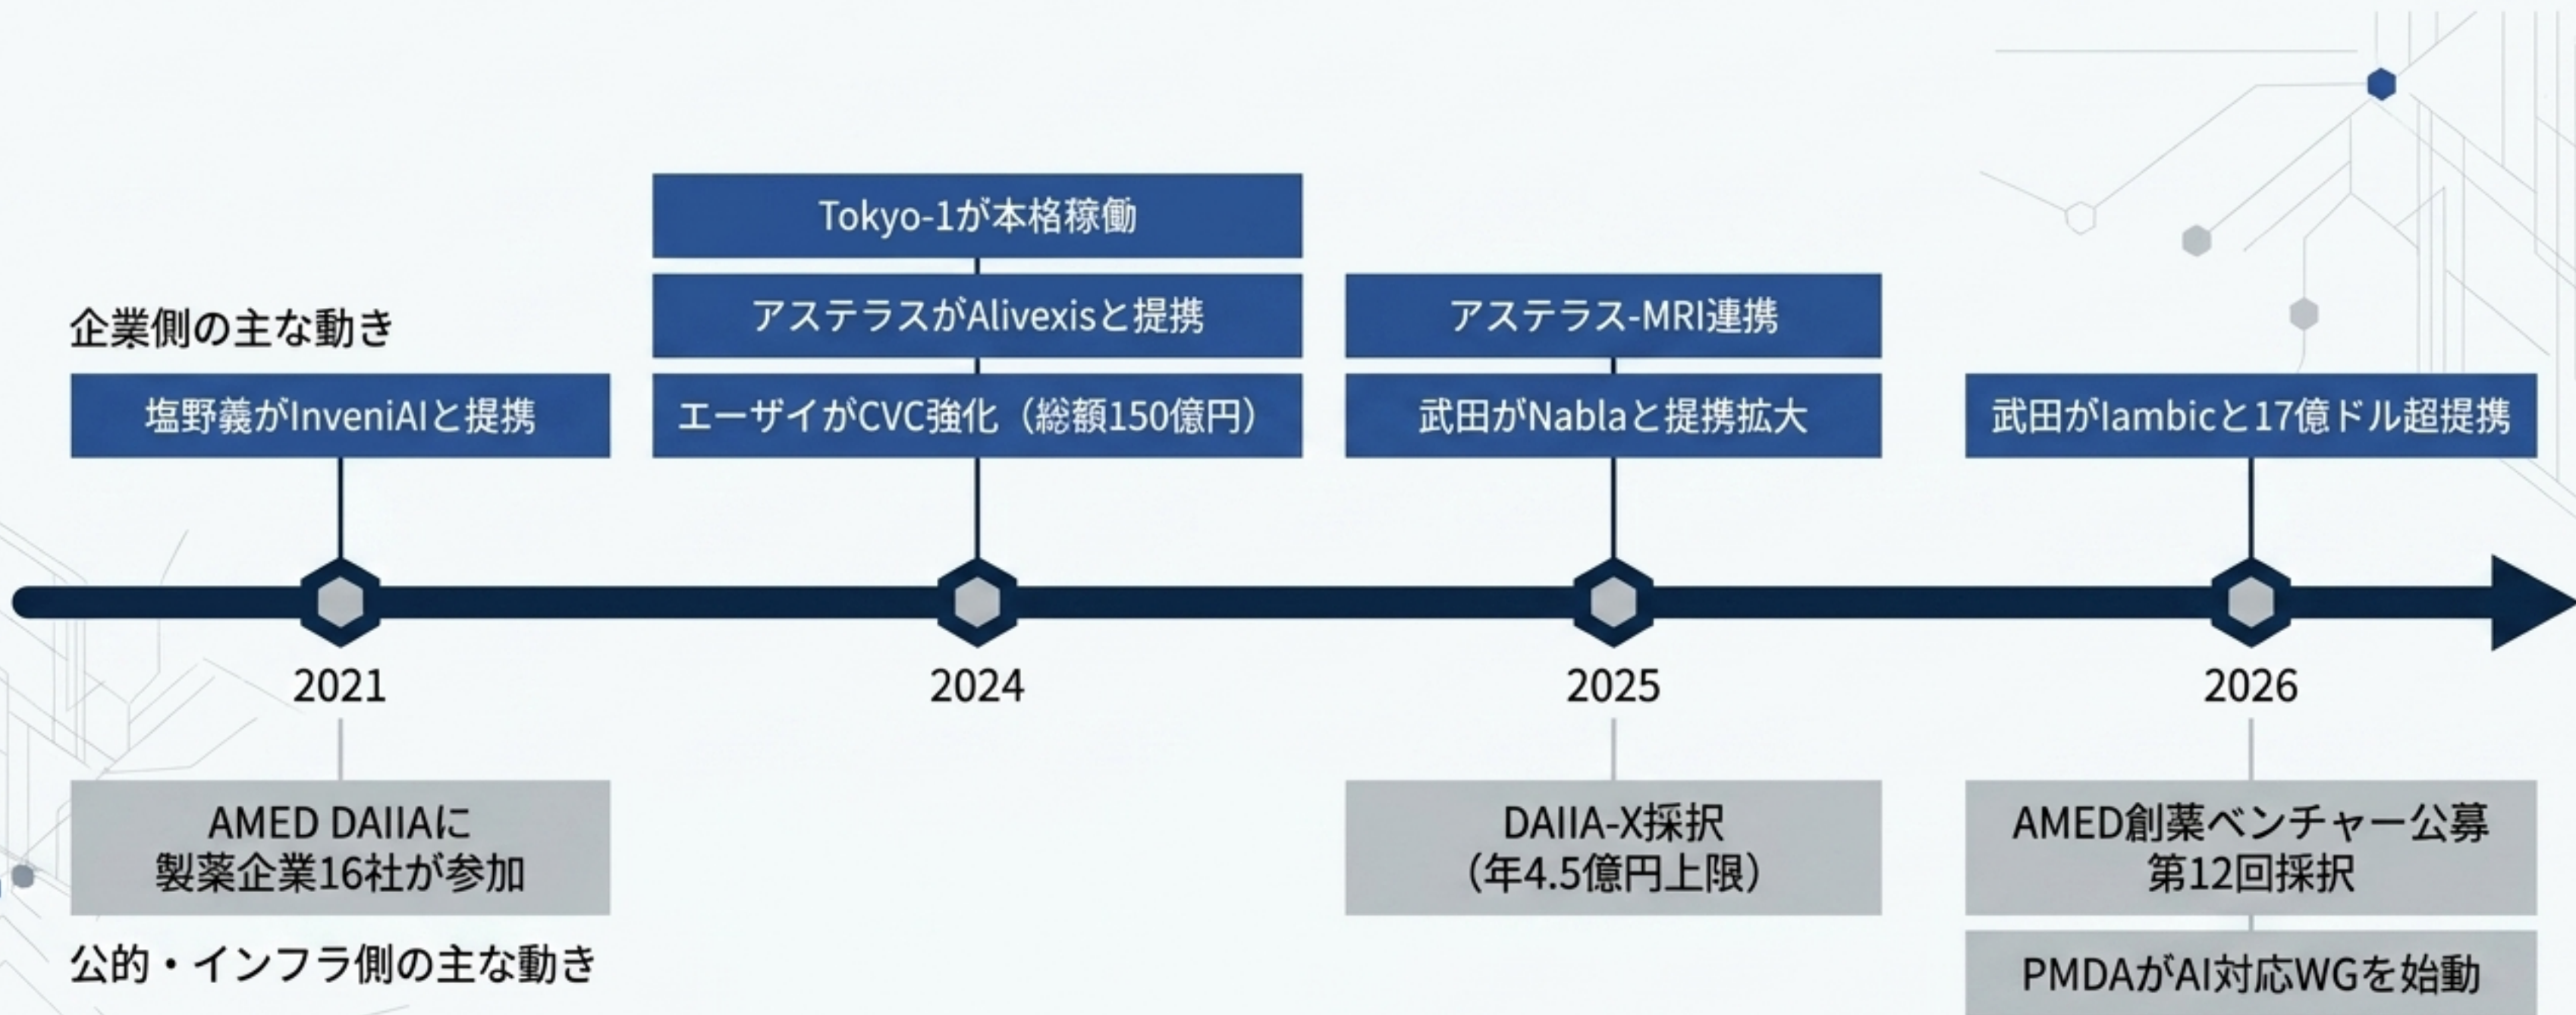 企業側の主な動き
塩野義がInveniAIと提携
Tokyo-1が本格稼働
アステラスがAlivexisと提携
エーザイがCVC強化（総額150億円）
アステラス-MRI連携
武田がNablaと提携拡大
武田がIambicと17億ドル超提携
2021
2024
2025
2026
AMED DAIIAに
製薬企業16社が参加
DAIIA-X採択
（年4.5億円上限）
AMED創薬ベンチャー公募
第12回採択
PMDAがAI対応WGを始動
公的・インフラ側の主な動き